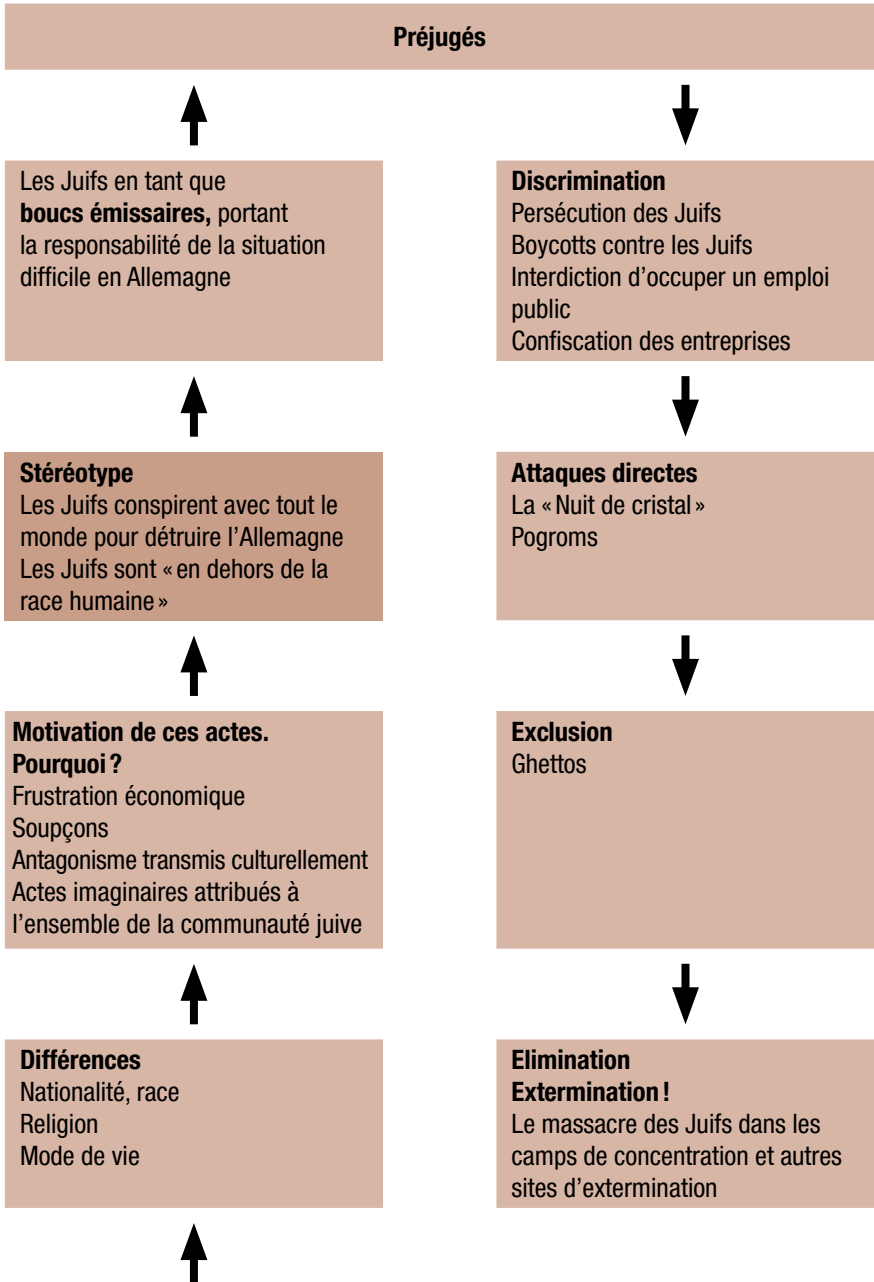 Préjugés
Les Juifs en tant que
boucs émissaires, portant
la responsabilité de la situation
difficile en Allemagne
Discrimination
Persécution des Juifs
Boycotts contre les Juifs
Interdiction d'occuper un emploi
public
Confiscation des entreprises
Stéréotype
Les Juifs conspirent avec tout le
monde pour détruire l'Allemagne
Les Juifs sont « en dehors de la
race humaine »
Attaques directes
La « Nuit de cristal »
Pogroms
Motivation de ces actes.
Pourquoi ?
Frustration économique
Soupçons
Antagonisme transmis culturellement
Actes imaginaires attribués à
l'ensemble de la communauté juive
Exclusion
Ghettos
Différences
Nationalité, race
Religion
Mode de vie
Elimination
Extermination !
Le massacre des Juifs dans les
camps de concentration et autres
sites d'extermination